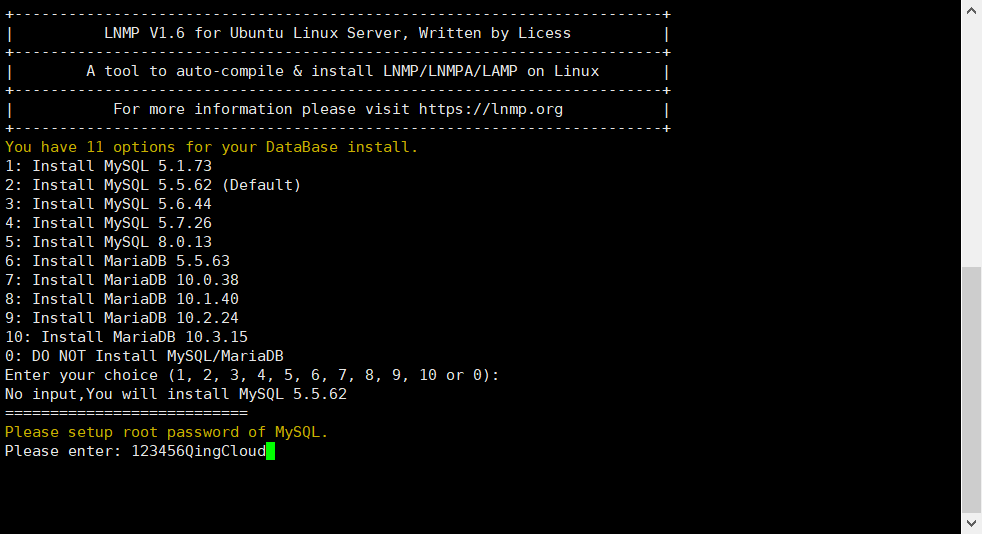 +------------------------------------------------------------------------+
|          LNMP V1.6 for Ubuntu Linux Server, Written by Licess          |
+------------------------------------------------------------------------+
|        A tool to auto-compile & install LNMP/LNMPA/LAMP on Linux       |
+------------------------------------------------------------------------+
|           For more information please visit https://lnmp.org           |
+------------------------------------------------------------------------+
You have 11 options for your DataBase install.
1: Install MySQL 5.1.73
2: Install MySQL 5.5.62 (Default)
3: Install MySQL 5.6.44
4: Install MySQL 5.7.26
5: Install MySQL 8.0.13
6: Install MariaDB 5.5.63
7: Install MariaDB 10.0.38
8: Install MariaDB 10.1.40
9: Install MariaDB 10.2.24
10: Install MariaDB 10.3.15
0: DO NOT Install MySQL/MariaDB
Enter your choice (1, 2, 3, 4, 5, 6, 7, 8, 9, 10 or 0):
No input,You will install MySQL 5.5.62
===========================
Please setup root password of MySQL.
Please enter: 123456QingCloud